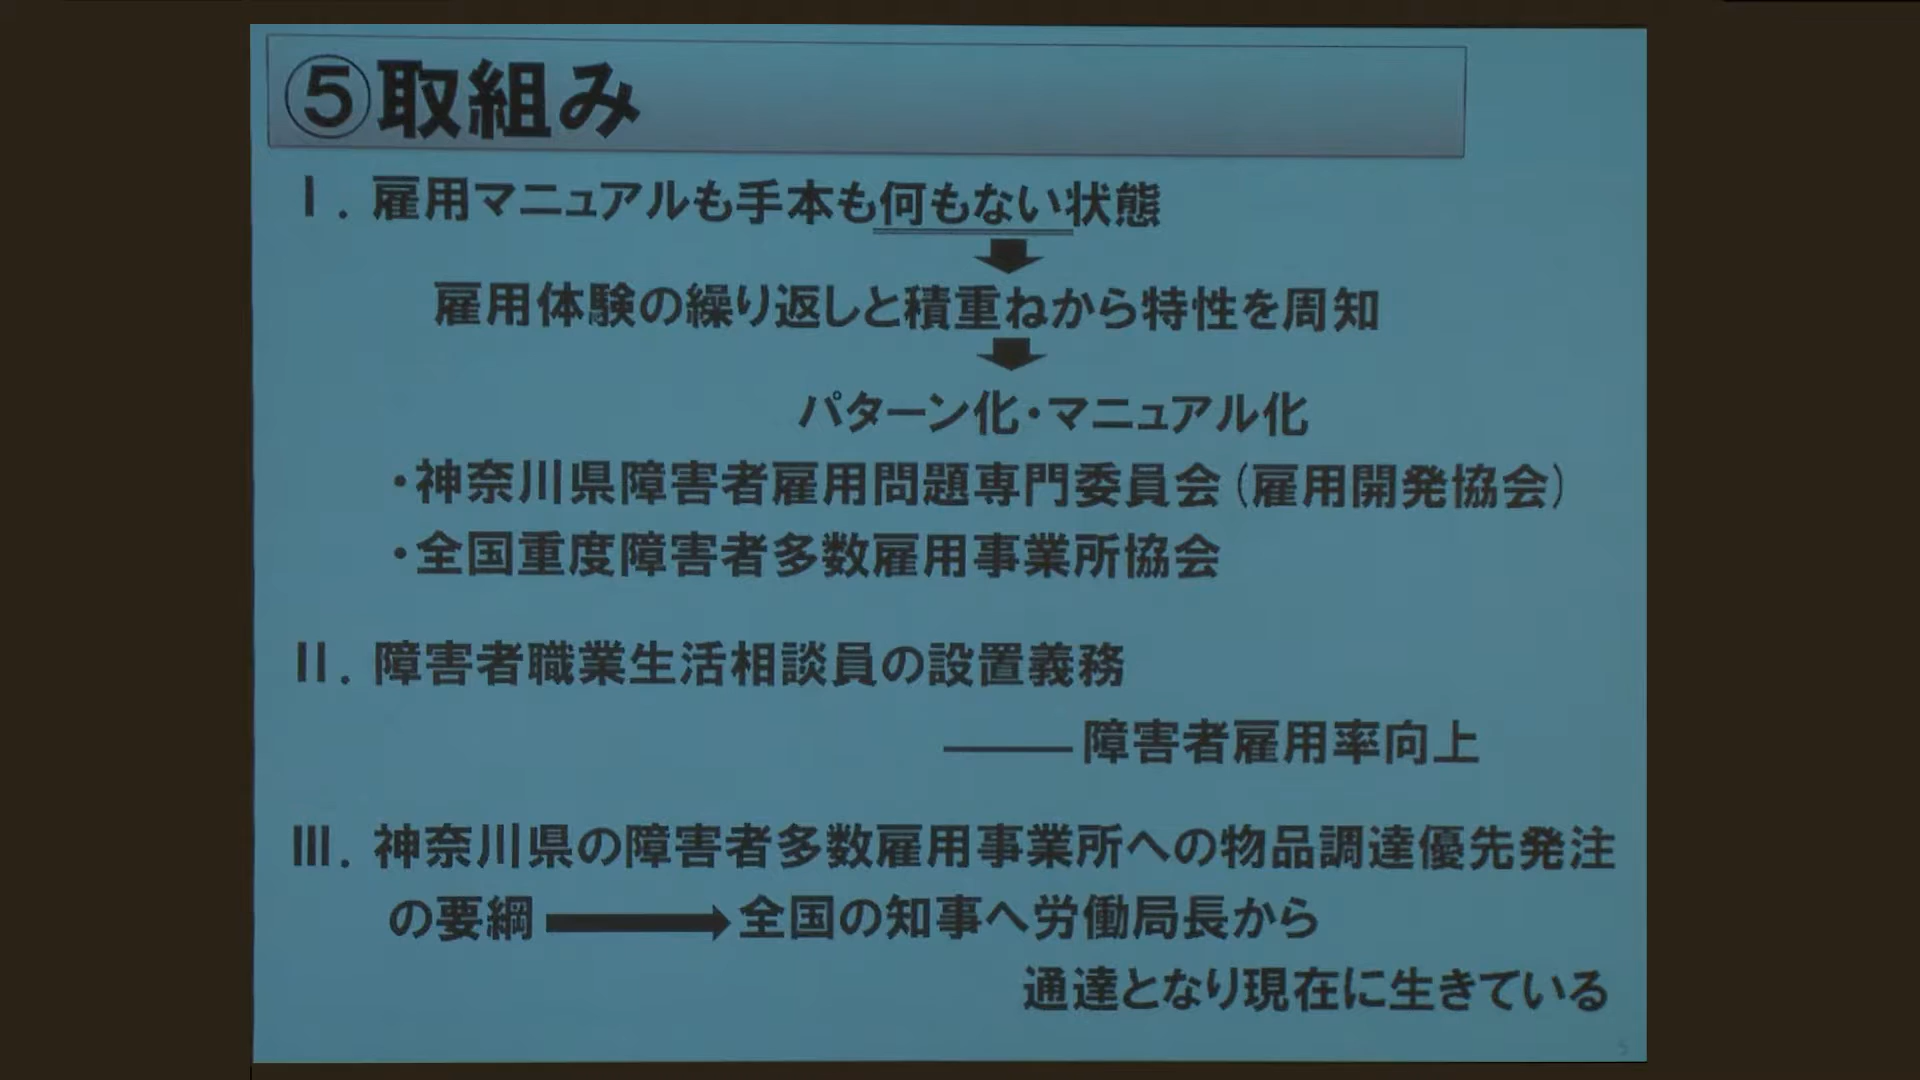 ⑤取組み
Ⅰ. 雇用マニュアルも手本も何もない状態
雇用体験の繰り返しと積重ねから特性を周知
パターン化・マニュアル化
・神奈川県障害者雇用問題専門委員会(雇用開発協会)
・全国重度障害者多数雇用事業所協会
Ⅱ. 障害者職業生活相談員の設置義務
――障害者雇用率向上
Ⅲ. 神奈川県の障害者多数雇用事業所への物品調達優先発注
の要綱➡全国の知事へ労働局長から
通達となり現在に生きている
5